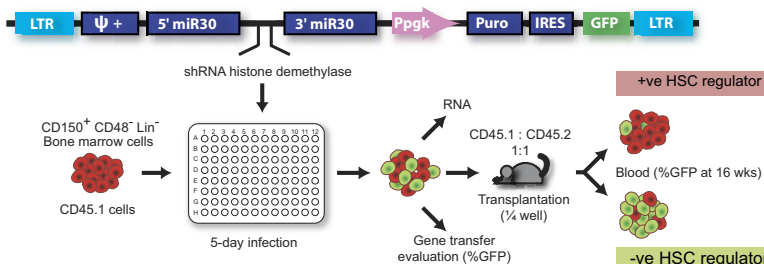 LTR Ψ + 5' miR30 3' miR30 Ppgk Puro IRES GFP LTR
shRNA histone demethylase
+ve HSC regulator
RNA
CD150+ CD48- Lin-
Bone marrow cells
1 2 3 4 5 6 7 8 9 10 11 12
A
B
C
D
E
F
G
H
CD45.1 : CD45.2
1:1
Blood (%GFP at 16 wks)
Transplantation
(¼ well)
CD45.1 cells
5-day infection
Gene transfer
evaluation (%GFP)
-ve HSC regulator